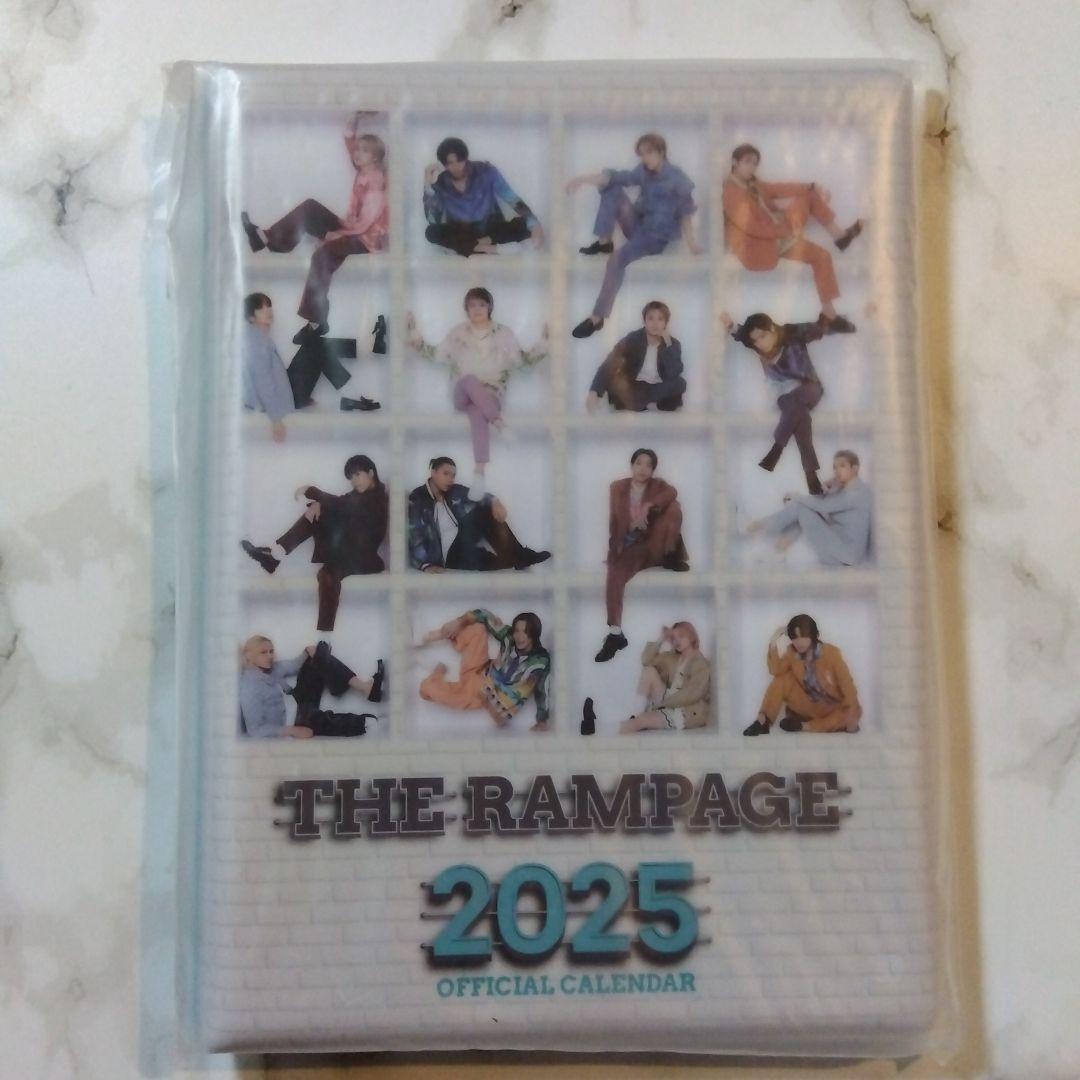 THE RAMPAGE
2025
OFFICIAL CALENDAR